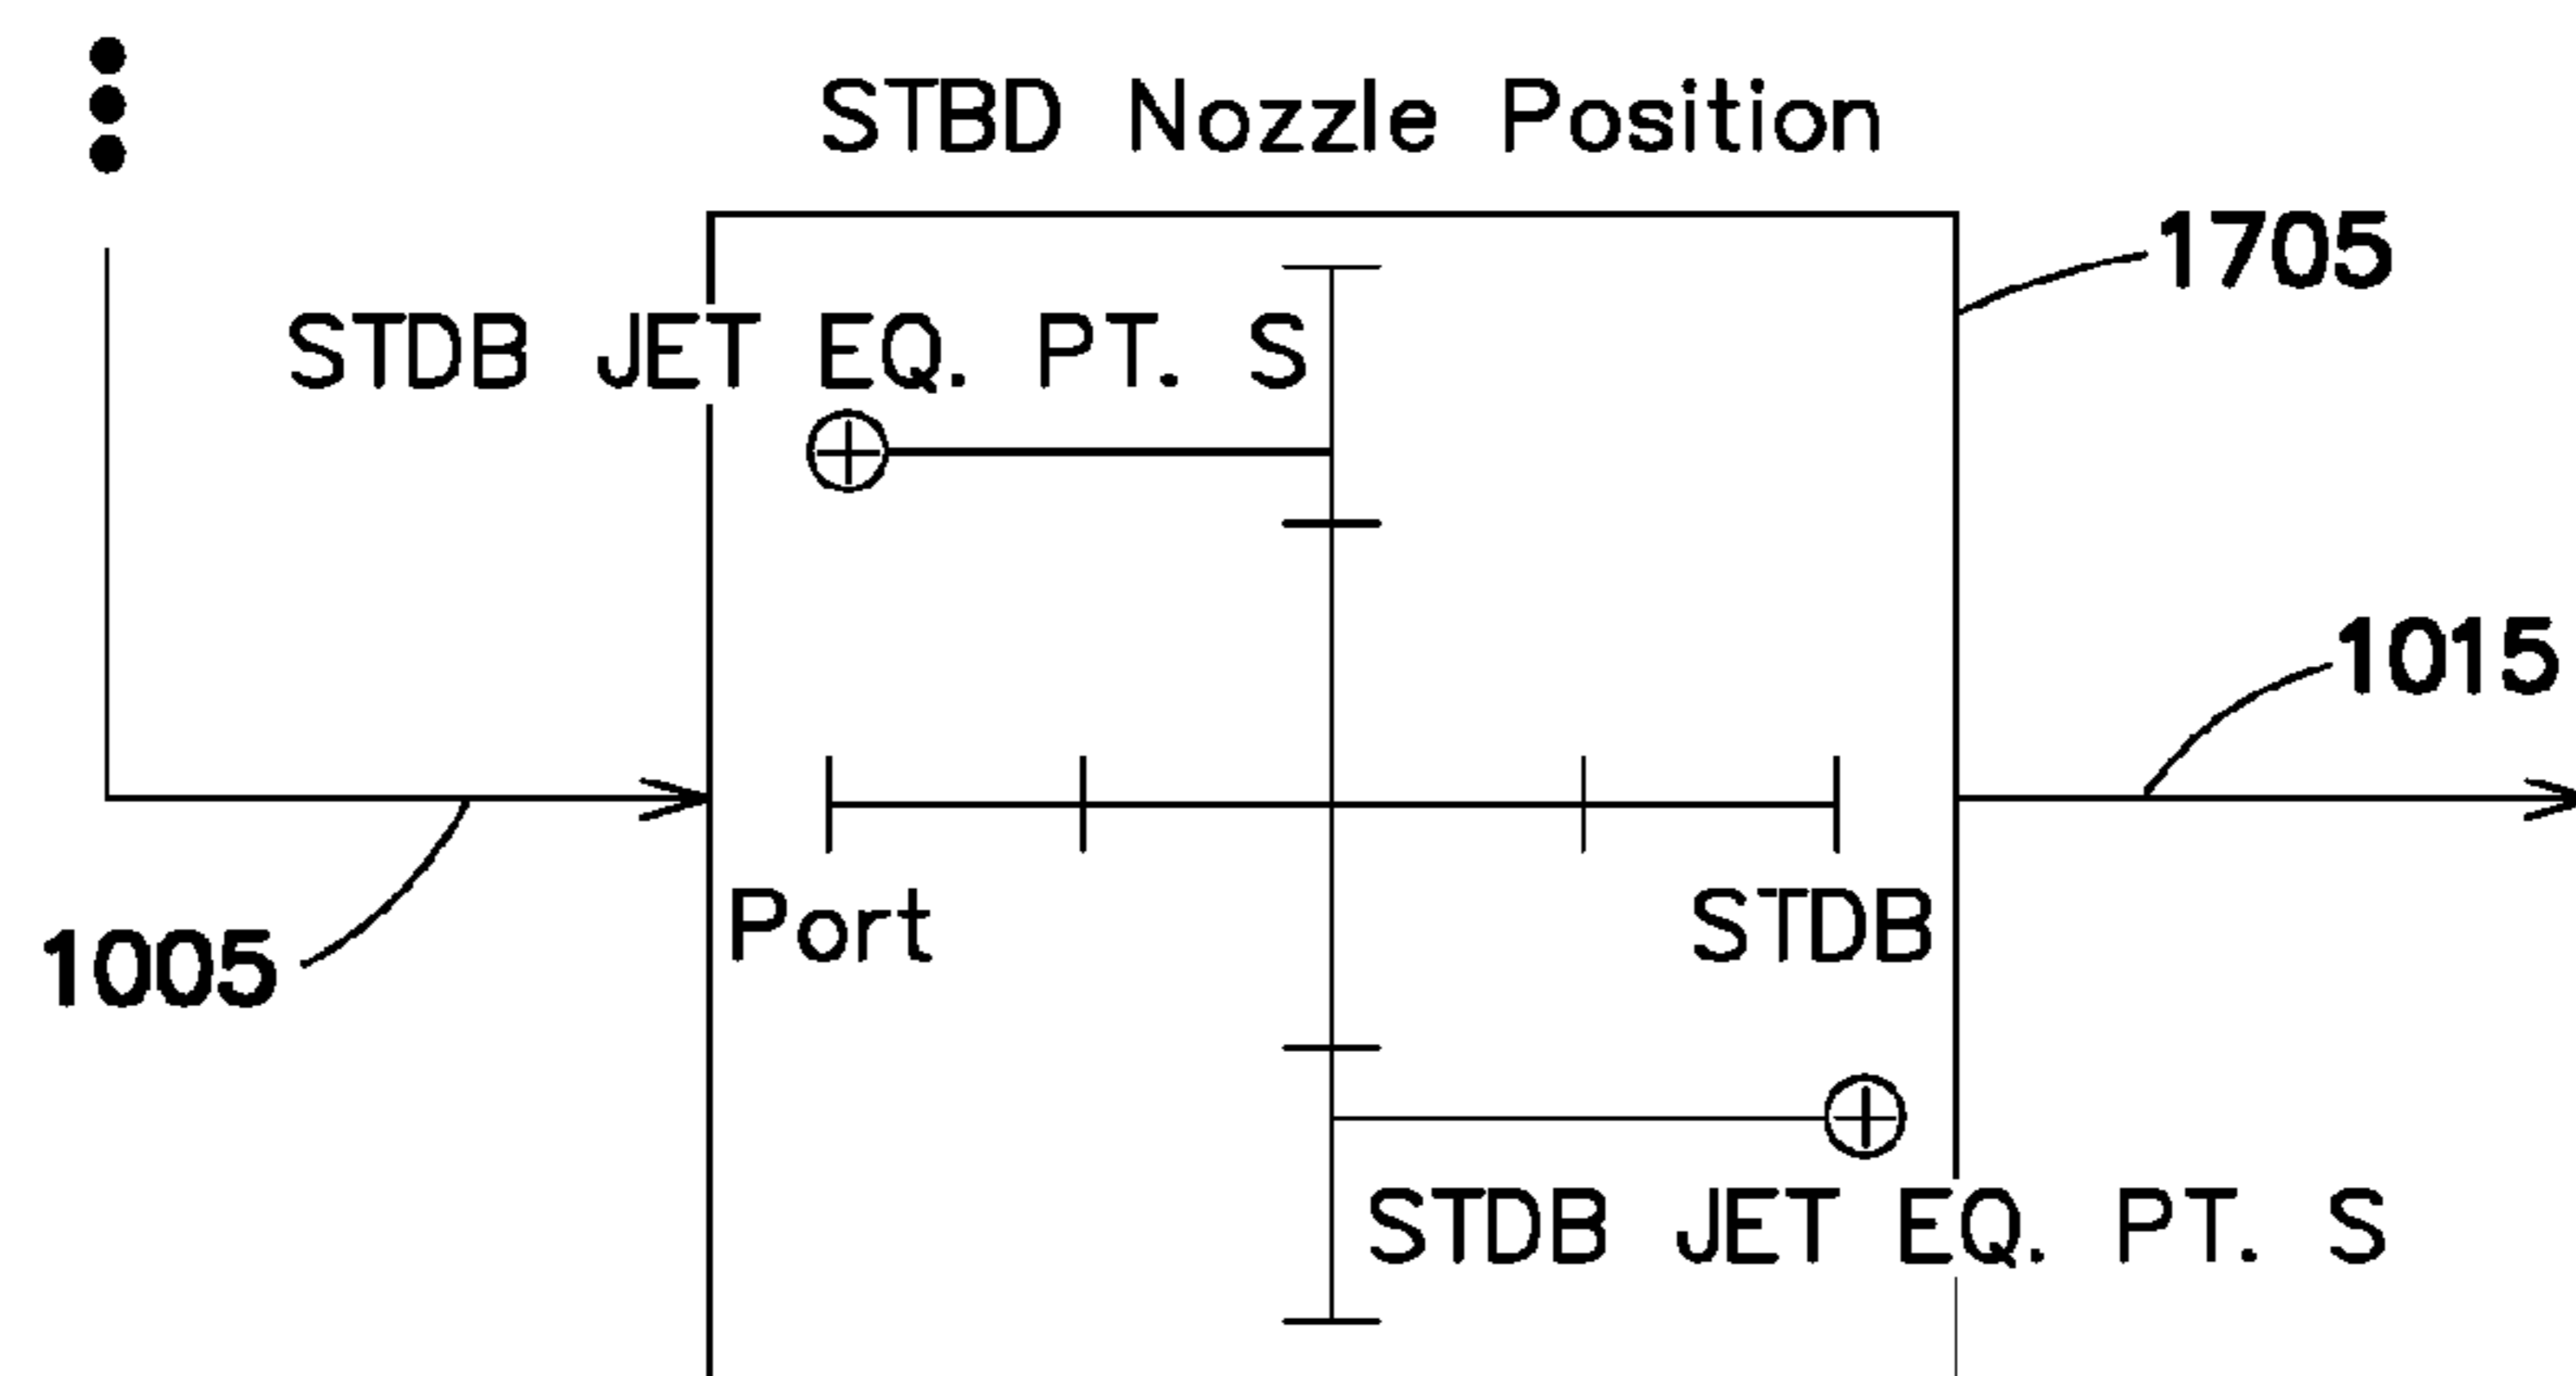 STBD Nozzle Position
1705
STDB JET EQ. PT. S
1015
Port
STDB
1005
STDB JET EQ. PT. S